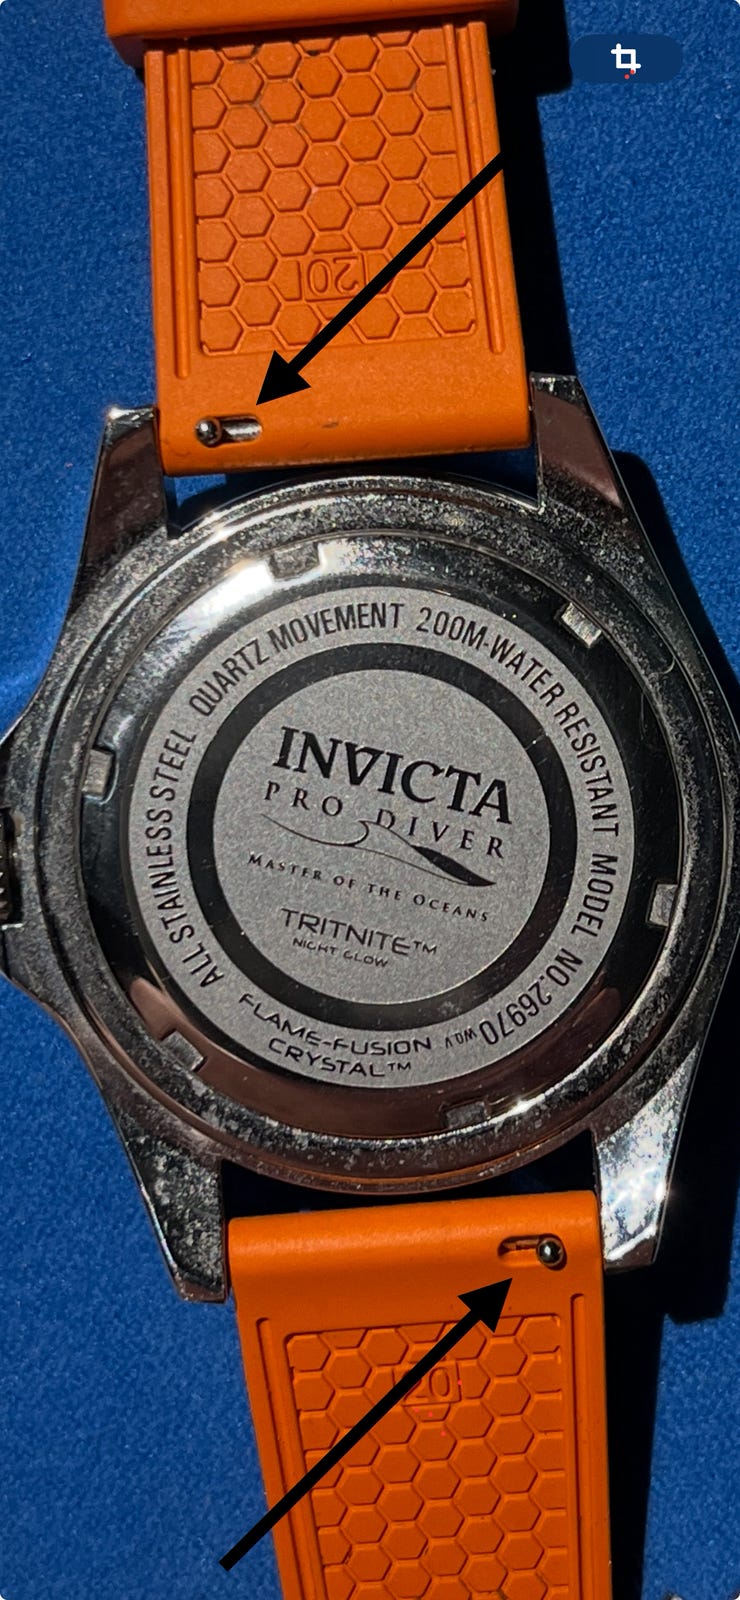 20
ALL STAINLESS STEEL QUARTZ MOVEMENT 200M-WATER RESISTANT MODEL NO.26970
INVICTA
PRO DIVER
MASTER OF THE OCEANS
TRITNITE™
NIGHT GLOW
FLAME-FUSION
CRYSTAL™
20